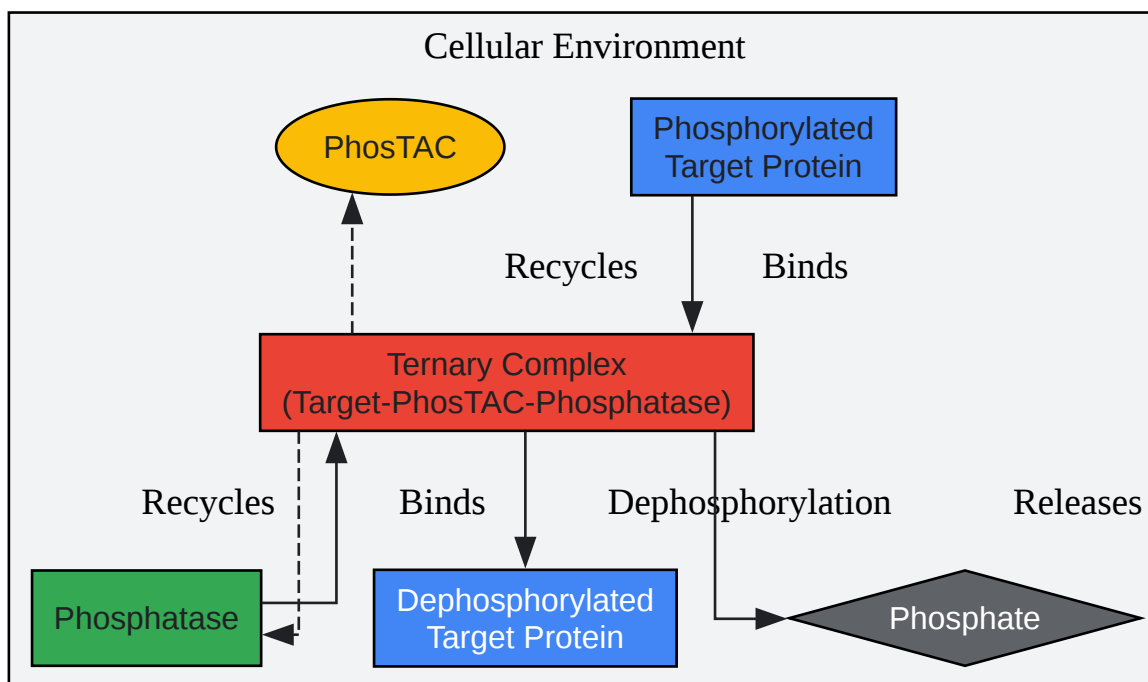 Cellular Environment
PhosTAC
Phosphorylated
Target Protein
Recycles
Binds
Ternary Complex
(Target-PhosTAC-Phosphatase)
Recycles
Binds
Dephosphorylation
Releases
Phosphatase
Dephosphorylated
Target Protein
Phosphate